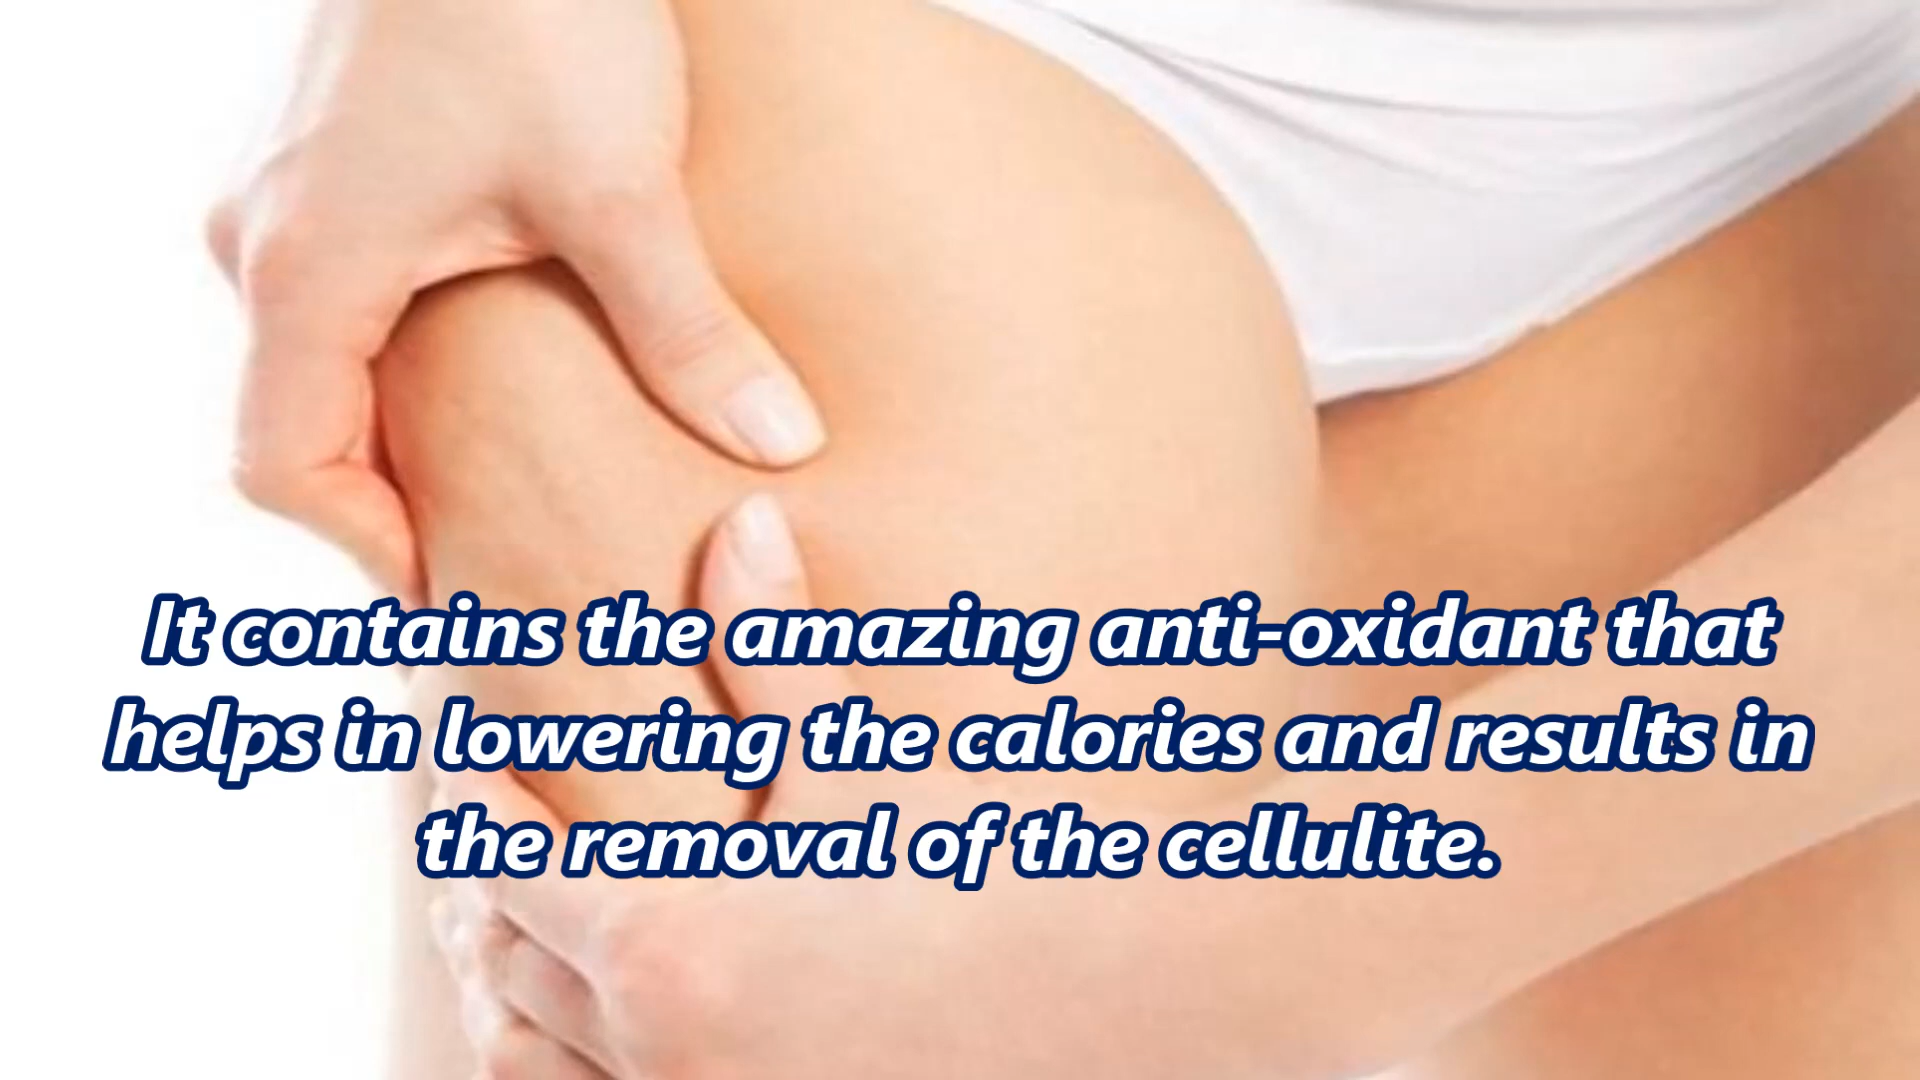 It contains the amazing anti-oxidant that
helps in lowering the calories and results in
the removal of the cellulite.